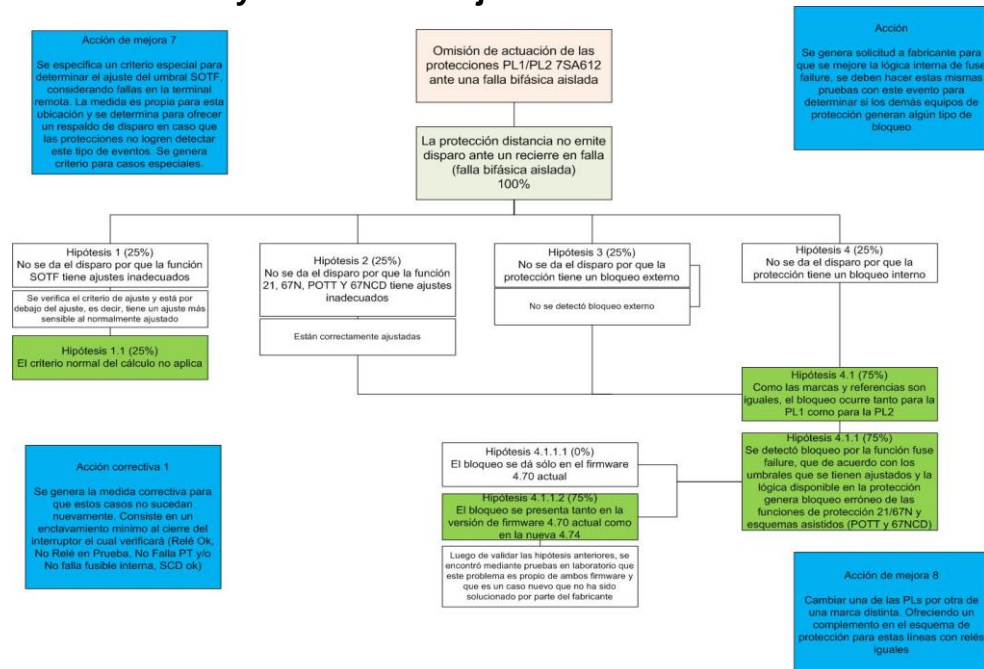 Acción de mejora 7
Se especifica un criterio especial para
determinar el ajuste del umbral SOTF,
considerando fallas en la terminal
remota. La medida es propia para esta
ubicación y se determina para ofrecer
un respaldo de disparo en caso que
las protecciones no logren detectar
este tipo de eventos. Se genera
criterio para casos especiales.
Omisión de actuación de las
protecciones PL1/PL2 7SA612
ante una falla bifásica aislada
Acción
Se genera solicitud a fabricante para
que se mejore la lógica interna de fuse
failure, se deben hacer estas mismas
pruebas con este evento para
determinar si los demás equipos de
protección generan algún tipo de
bloqueo
La protección distancia no emite
disparo ante un recierre en falla
(falla bifásica aislada)
100%
Hipótesis 1 (25%)
No se da el disparo por que la función
SOTF tiene ajustes inadecuados
Se verifica el criterio de ajuste y está por
debajo del ajuste, es decir, tiene un ajuste más
sensible al normalmente ajustado
Hipótesis 1.1 (25%)
El criterio normal del cálculo no aplica
Hipótesis 2 (25%)
No se da el disparo por que la función
21, 67N, POTT Y 67NCD tiene ajustes
inadecuados
Están correctamente ajustadas
Hipótesis 3 (25%)
No se da el disparo por que la
protección tiene un bloqueo externo
No se detectó bloqueo externo
Hipótesis 4 (25%)
No se da el disparo por que la
protección tiene un bloqueo interno
Hipótesis 4.1 (75%)
Como las marcas y referencias son
iguales, el bloqueo ocurre tanto para la
PL1 como para la PL2
Hipótesis 4.1.1 (75%)
Se detectó bloqueo por la función fuse
failure, que de acuerdo con los
umbrales que se tienen ajustados y la
lógica disponible en la protección
genera bloqueo erróneo de las
funciones de protección 21/67N y
esquemas asistidos (POTT y 67NCD)
Hipótesis 4.1.1.1 (0%)
El bloqueo se dá sólo en el firmware
4.70 actual
Hipótesis 4.1.1.2 (75%)
El bloqueo se presenta tanto en la
versión de firmware 4.70 actual como
en la nueva 4.74
Luego de validar las hipótesis anteriores, se
encontró mediante pruebas en laboratorio que
este problema es propio de ambos firmware y
que es un caso nuevo que no ha sido
solucionado por parte del fabricante
Acción correctiva 1
Se genera la medida correctiva para
que estos casos no sucedan
nuevamente. Consiste en un
enclavamiento mínimo al cierre del
interruptor el cual verificará (Relé Ok,
No Relé en Prueba, No Falla PT y/o
No falla fusible interna, SCD ok)
Acción de mejora 8
Cambiar una de las PLs por otra de
una marca distinta. Ofreciendo un
complemento en el esquema de
protección para estas líneas con relés
iguales